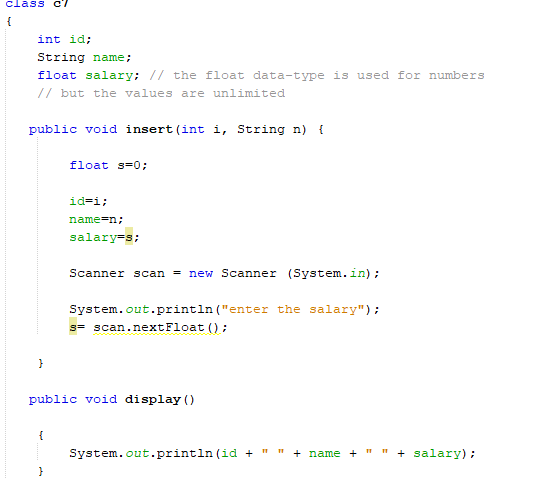 class c7
{
int id;
String name;
float salary; // the float data-type is used for numbers
// but the values are unlimited
public void insert(int i, String n) {
float s=0;
id=i;
name=n;
salary=s;
Scanner scan = new Scanner (System.in);
System.out.println("enter the salary");
s= scan.nextFloat();
}
public void display()
{
System.out.println(id + " " + name + " " + salary);
}